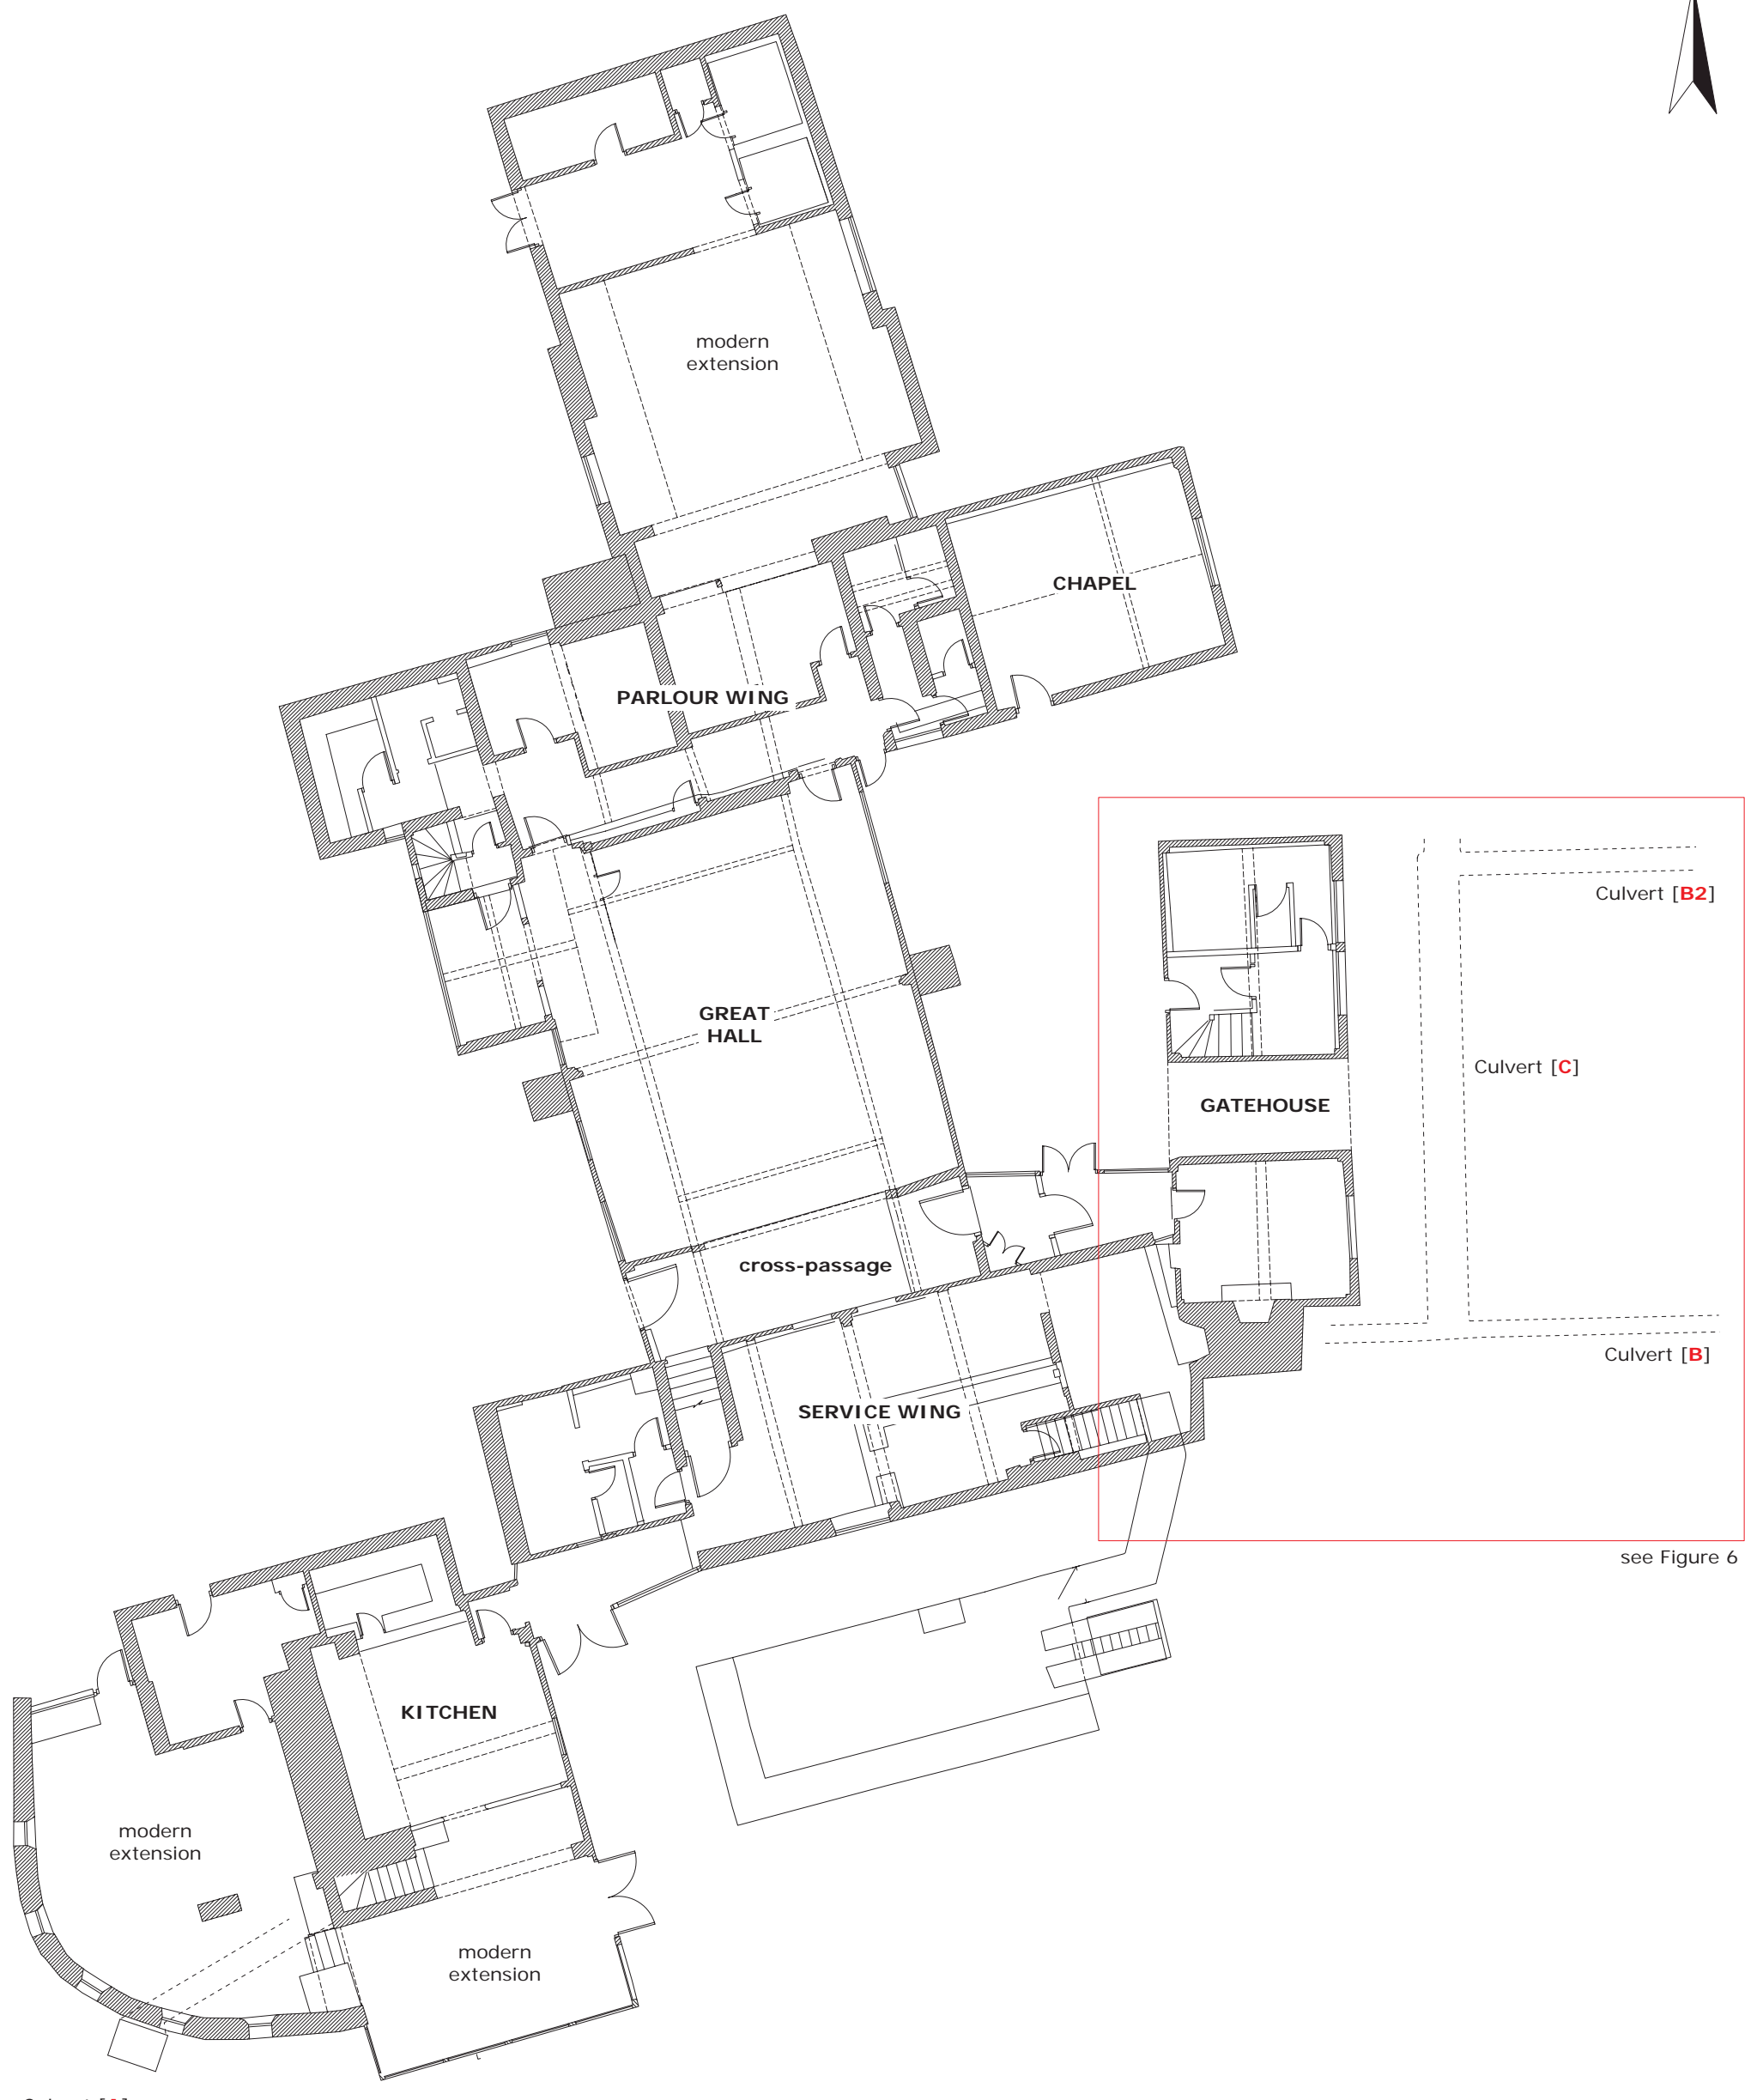 modern
extension
CHAPEL
PARLOUR WING
Culvert [B2]
GREAT
HALL
Culvert [C]
GATEHOUSE
cross-passage
Culvert [B]
SERVICE WING
see Figure 6
KITCHEN
modern
extension
modern
extension